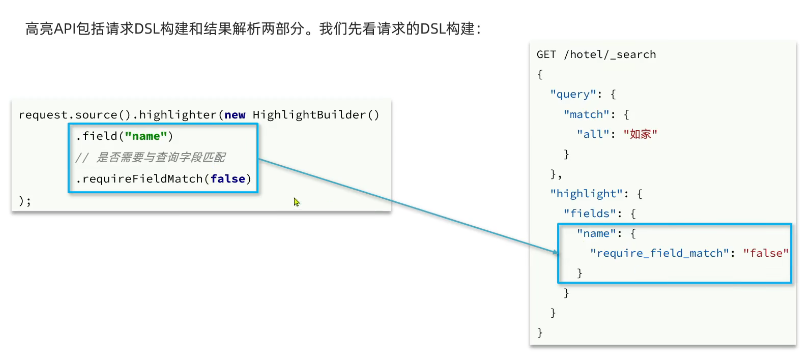 高亮API包括请求DSL构建和结果解析两部分。我们先看请求的DSL构建：
request.source().highlighter(new HighlightBuilder()
        .field("name")
        // 是否需要与查询字段匹配
        .requireFieldMatch(false)
);
GET /hotel/_search
{
  "query": {
    "match": {
      "all": "如家"
    }
  },
  "highlight": {
    "fields": {
      "name": {
        "require_field_match": "false"
      }
    }
  }
}